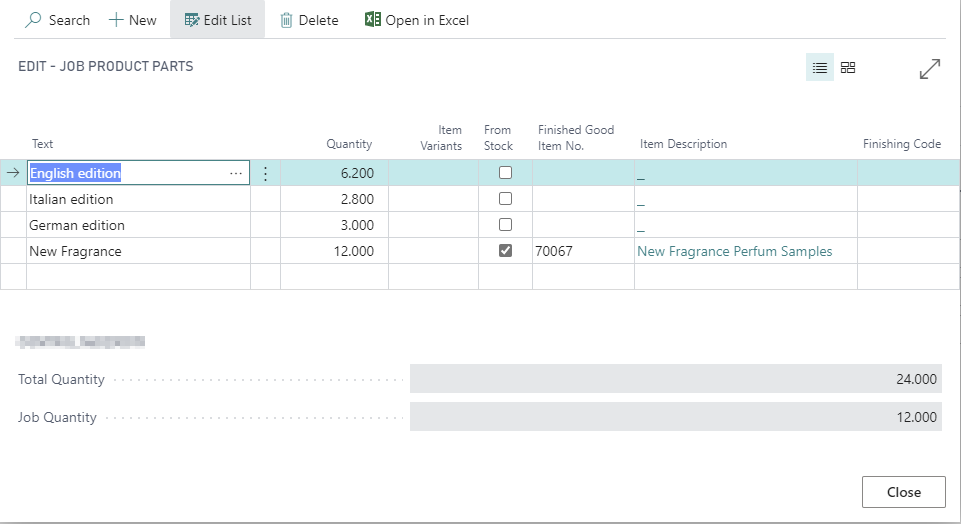 Search New Edit List Delete Open in Excel
EDIT - JOB PRODUCT PARTS
Text Quantity Item Variants From Stock Finished Good Item No. Item Description Finishing Code
English edition ... 6.200 _
Italian edition 2.800 _
German edition 3.000 _
New Fragrance 12.000 70067 New Fragrance Perfum Samples
Total Quantity 24.000
Job Quantity 12.000
Close